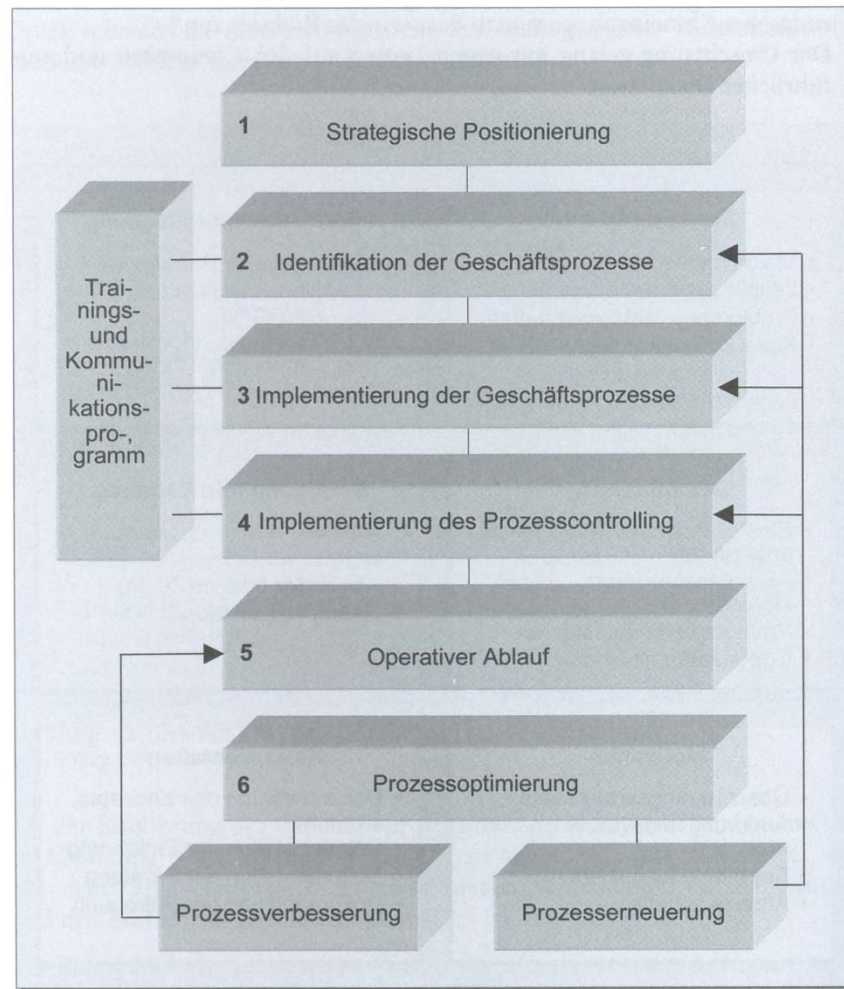 1 Strategische Positionierung
2 Identifikation der Geschäftsprozesse
Trai-
nings-
und
Kommu-
ni-
kations-
pro-,
gramm
3 Implementierung der Geschäftsprozesse
4 Implementierung des Prozesscontrolling
5 Operativer Ablauf
6 Prozessoptimierung
Prozessverbesserung
Prozesserneuerung